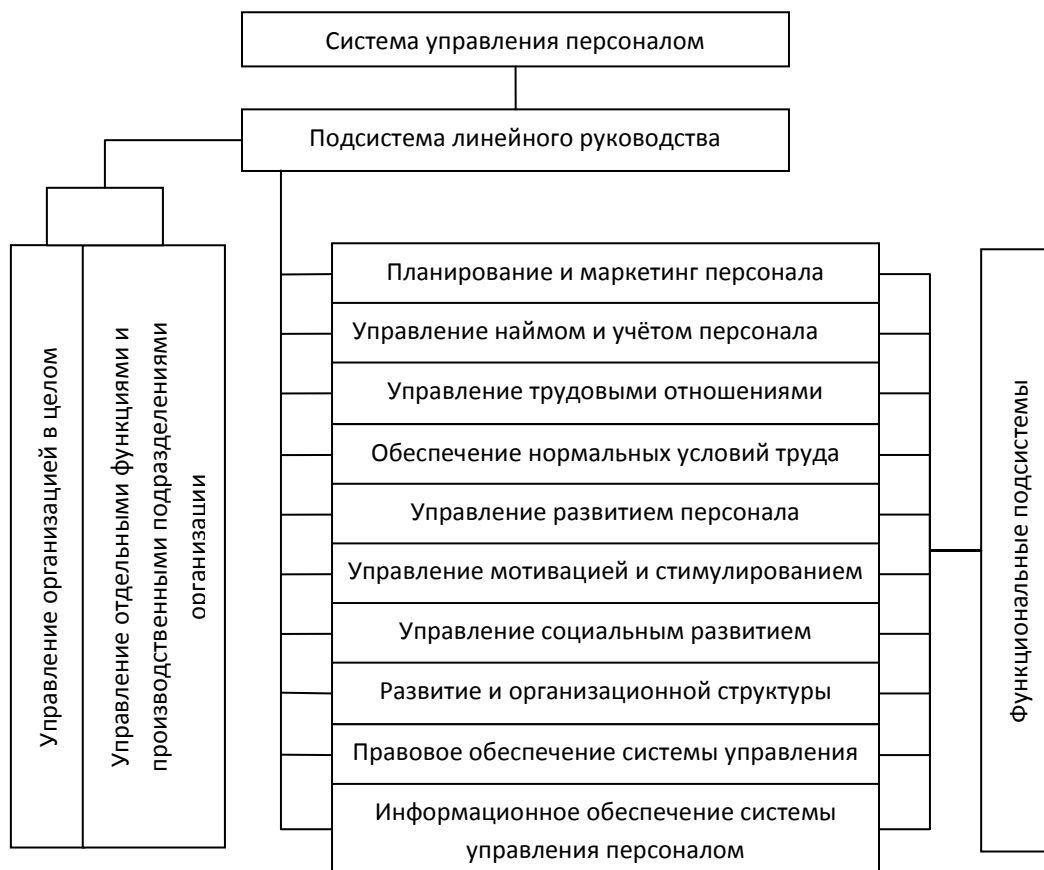 Система управления персоналом
Подсистема линейного руководства
Управление организацией в целом
Управление отдельными функциями и
производственными подразделениями
организации
Планирование и маркетинг персонала
Управление наймом и учётом персонала
Управление трудовыми отношениями
Обеспечение нормальных условий труда
Управление развитием персонала
Управление мотивацией и стимулированием
Управление социальным развитием
Развитие и организационной структуры
Правовое обеспечение системы управления
Информационное обеспечение системы
управления персоналом
Функциональные подсистемы